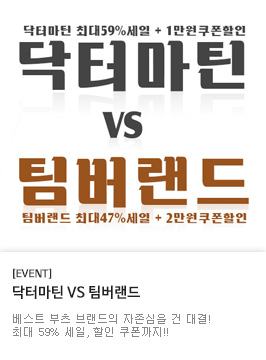 닥터마틴 최대59%세일 + 1만원쿠폰할인
닥터마틴
VS
팀버랜드
팀버랜드 최대47%세일 + 2만원쿠폰할인
[EVENT]
닥터마틴 VS 팀버랜드
베스트 부츠 브랜드의 자존심을 건 대결!
최대 59% 세일, 할인 쿠폰까지!!